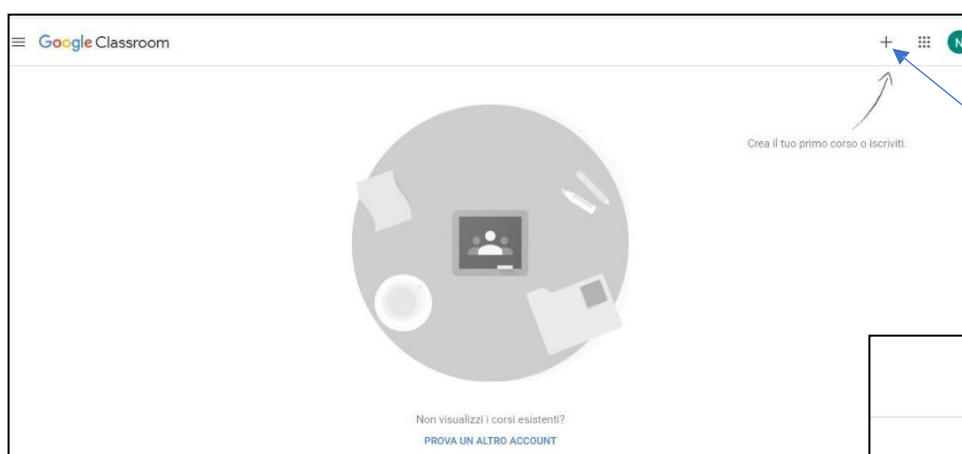 Google Classroom
N
Crea il tuo primo corso o iscriviti.
Non visualizzi i corsi esistenti?
PROVA UN ALTRO ACCOUNT